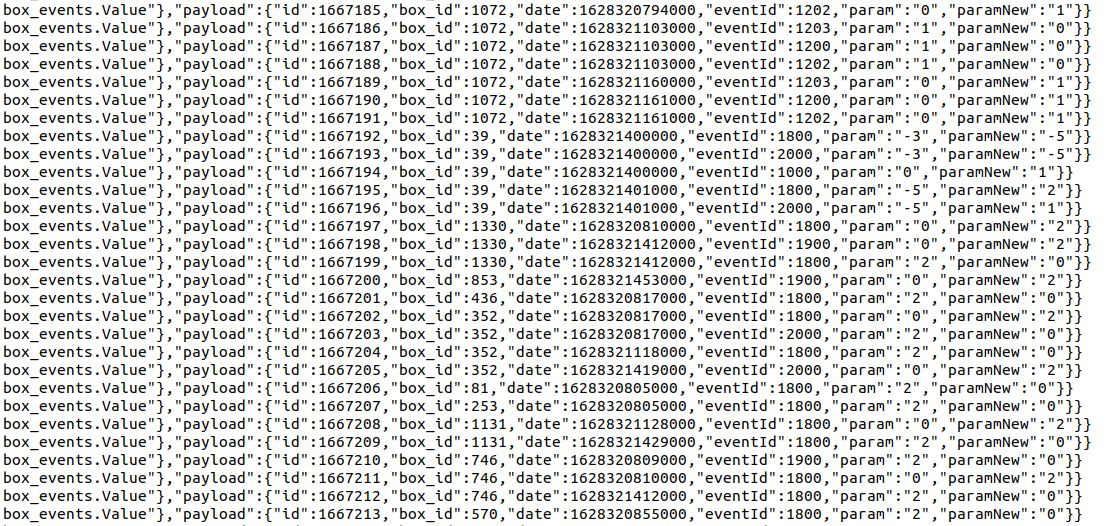 box_events.Value"},"payload":{"id":1667185,"box_id":1072,"date":1628320794000,"eventId":1202,"param":"0","paramNew":"1"}}
box_events.Value"},"payload":{"id":1667186,"box_id":1072,"date":1628321103000,"eventId":1203,"param":"1","paramNew":"0"}}
box_events.Value"},"payload":{"id":1667187,"box_id":1072,"date":1628321103000,"eventId":1200,"param":"1","paramNew":"0"}}
box_events.Value"},"payload":{"id":1667188,"box_id":1072,"date":1628321103000,"eventId":1202,"param":"1","paramNew":"0"}}
box_events.Value"},"payload":{"id":1667189,"box_id":1072,"date":1628321160000,"eventId":1203,"param":"0","paramNew":"1"}}
box_events.Value"},"payload":{"id":1667190,"box_id":1072,"date":1628321161000,"eventId":1200,"param":"0","paramNew":"1"}}
box_events.Value"},"payload":{"id":1667191,"box_id":1072,"date":1628321161000,"eventId":1202,"param":"0","paramNew":"1"}}
box_events.Value"},"payload":{"id":1667192,"box_id":39,"date":1628321400000,"eventId":1800,"param":"-3","paramNew":"-5"}}
box_events.Value"},"payload":{"id":1667193,"box_id":39,"date":1628321400000,"eventId":2000,"param":"-3","paramNew":"-5"}}
box_events.Value"},"payload":{"id":1667194,"box_id":39,"date":1628321400000,"eventId":1000,"param":"0","paramNew":"1"}}
box_events.Value"},"payload":{"id":1667195,"box_id":39,"date":1628321401000,"eventId":1800,"param":"-5","paramNew":"2"}}
box_events.Value"},"payload":{"id":1667196,"box_id":39,"date":1628321401000,"eventId":2000,"param":"-5","paramNew":"1"}}
box_events.Value"},"payload":{"id":1667197,"box_id":1330,"date":1628320810000,"eventId":1800,"param":"0","paramNew":"2"}}
box_events.Value"},"payload":{"id":1667198,"box_id":1330,"date":1628321412000,"eventId":1900,"param":"0","paramNew":"2"}}
box_events.Value"},"payload":{"id":1667199,"box_id":1330,"date":1628321412000,"eventId":1800,"param":"2","paramNew":"0"}}
box_events.Value"},"payload":{"id":1667200,"box_id":853,"date":1628321453000,"eventId":1900,"param":"0","paramNew":"2"}}
box_events.Value"},"payload":{"id":1667201,"box_id":436,"date":1628320817000,"eventId":1800,"param":"2","paramNew":"0"}}
box_events.Value"},"payload":{"id":1667202,"box_id":352,"date":1628320817000,"eventId":1800,"param":"0","paramNew":"2"}}
box_events.Value"},"payload":{"id":1667203,"box_id":352,"date":1628320817000,"eventId":2000,"param":"2","paramNew":"0"}}
box_events.Value"},"payload":{"id":1667204,"box_id":352,"date":1628321118000,"eventId":1800,"param":"2","paramNew":"0"}}
box_events.Value"},"payload":{"id":1667205,"box_id":352,"date":1628321419000,"eventId":2000,"param":"0","paramNew":"2"}}
box_events.Value"},"payload":{"id":1667206,"box_id":81,"date":1628320805000,"eventId":1800,"param":"2","paramNew":"0"}}
box_events.Value"},"payload":{"id":1667207,"box_id":253,"date":1628320805000,"eventId":1800,"param":"2","paramNew":"0"}}
box_events.Value"},"payload":{"id":1667208,"box_id":1131,"date":1628321128000,"eventId":1800,"param":"0","paramNew":"2"}}
box_events.Value"},"payload":{"id":1667209,"box_id":1131,"date":1628321429000,"eventId":1800,"param":"2","paramNew":"0"}}
box_events.Value"},"payload":{"id":1667210,"box_id":746,"date":1628320809000,"eventId":1900,"param":"2","paramNew":"0"}}
box_events.Value"},"payload":{"id":1667211,"box_id":746,"date":1628320810000,"eventId":1800,"param":"0","paramNew":"2"}}
box_events.Value"},"payload":{"id":1667212,"box_id":746,"date":1628321412000,"eventId":1800,"param":"2","paramNew":"0"}}
box_events.Value"},"payload":{"id":1667213,"box_id":570,"date":1628320855000,"eventId":1800,"param":"2","paramNew":"0"}}